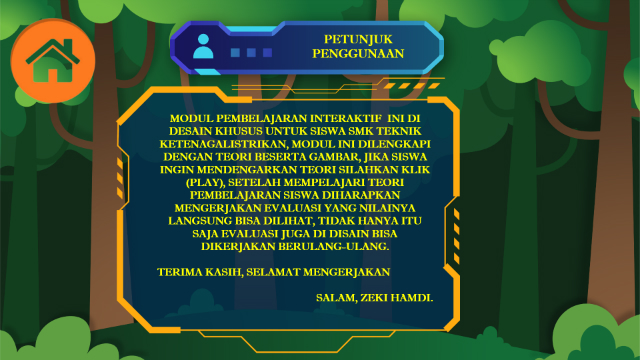 PETUNJUK
PENGGUNAAN
MODUL PEMBELAJARAN INTERAKTIF INI DI
DESAIN KHUSUS UNTUK SISWA SMK TEKNIK
KETENAGALISTRIKAN, MODUL INI DILENGKAPI
DENGAN TEORI BESERTA GAMBAR, JIKA SISWA
INGIN MENDENGARKAN TEORI SILAHKAN KLIK
(PLAY), SETELAH MEMPELAJARI TEORI
PEMBELAJARAN SISWA DIHARAPKAN
MENGERJAKAN EVALUASI YANG NILAINYA
LANGSUNG BISA DILIHAT, TIDAK HANYA ITU
SAJA EVALUASI JUGA DI DISAIN BISA
DIKERJAKAN BERULANG-ULANG.
TERIMA KASIH, SELAMAT MENGERJAKAN
SALAM, ZEKI HAMDI.